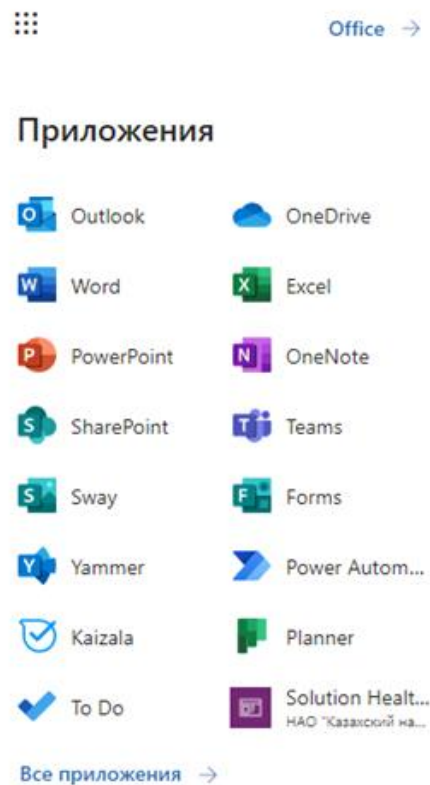 Office →
Приложения
Outlook
OneDrive
Word
Excel
PowerPoint
OneNote
SharePoint
Teams
Sway
Forms
Yammer
Power Autom...
Kaizala
Planner
To Do
Solution Healt...
НАО "Казахский на...
Все приложения →